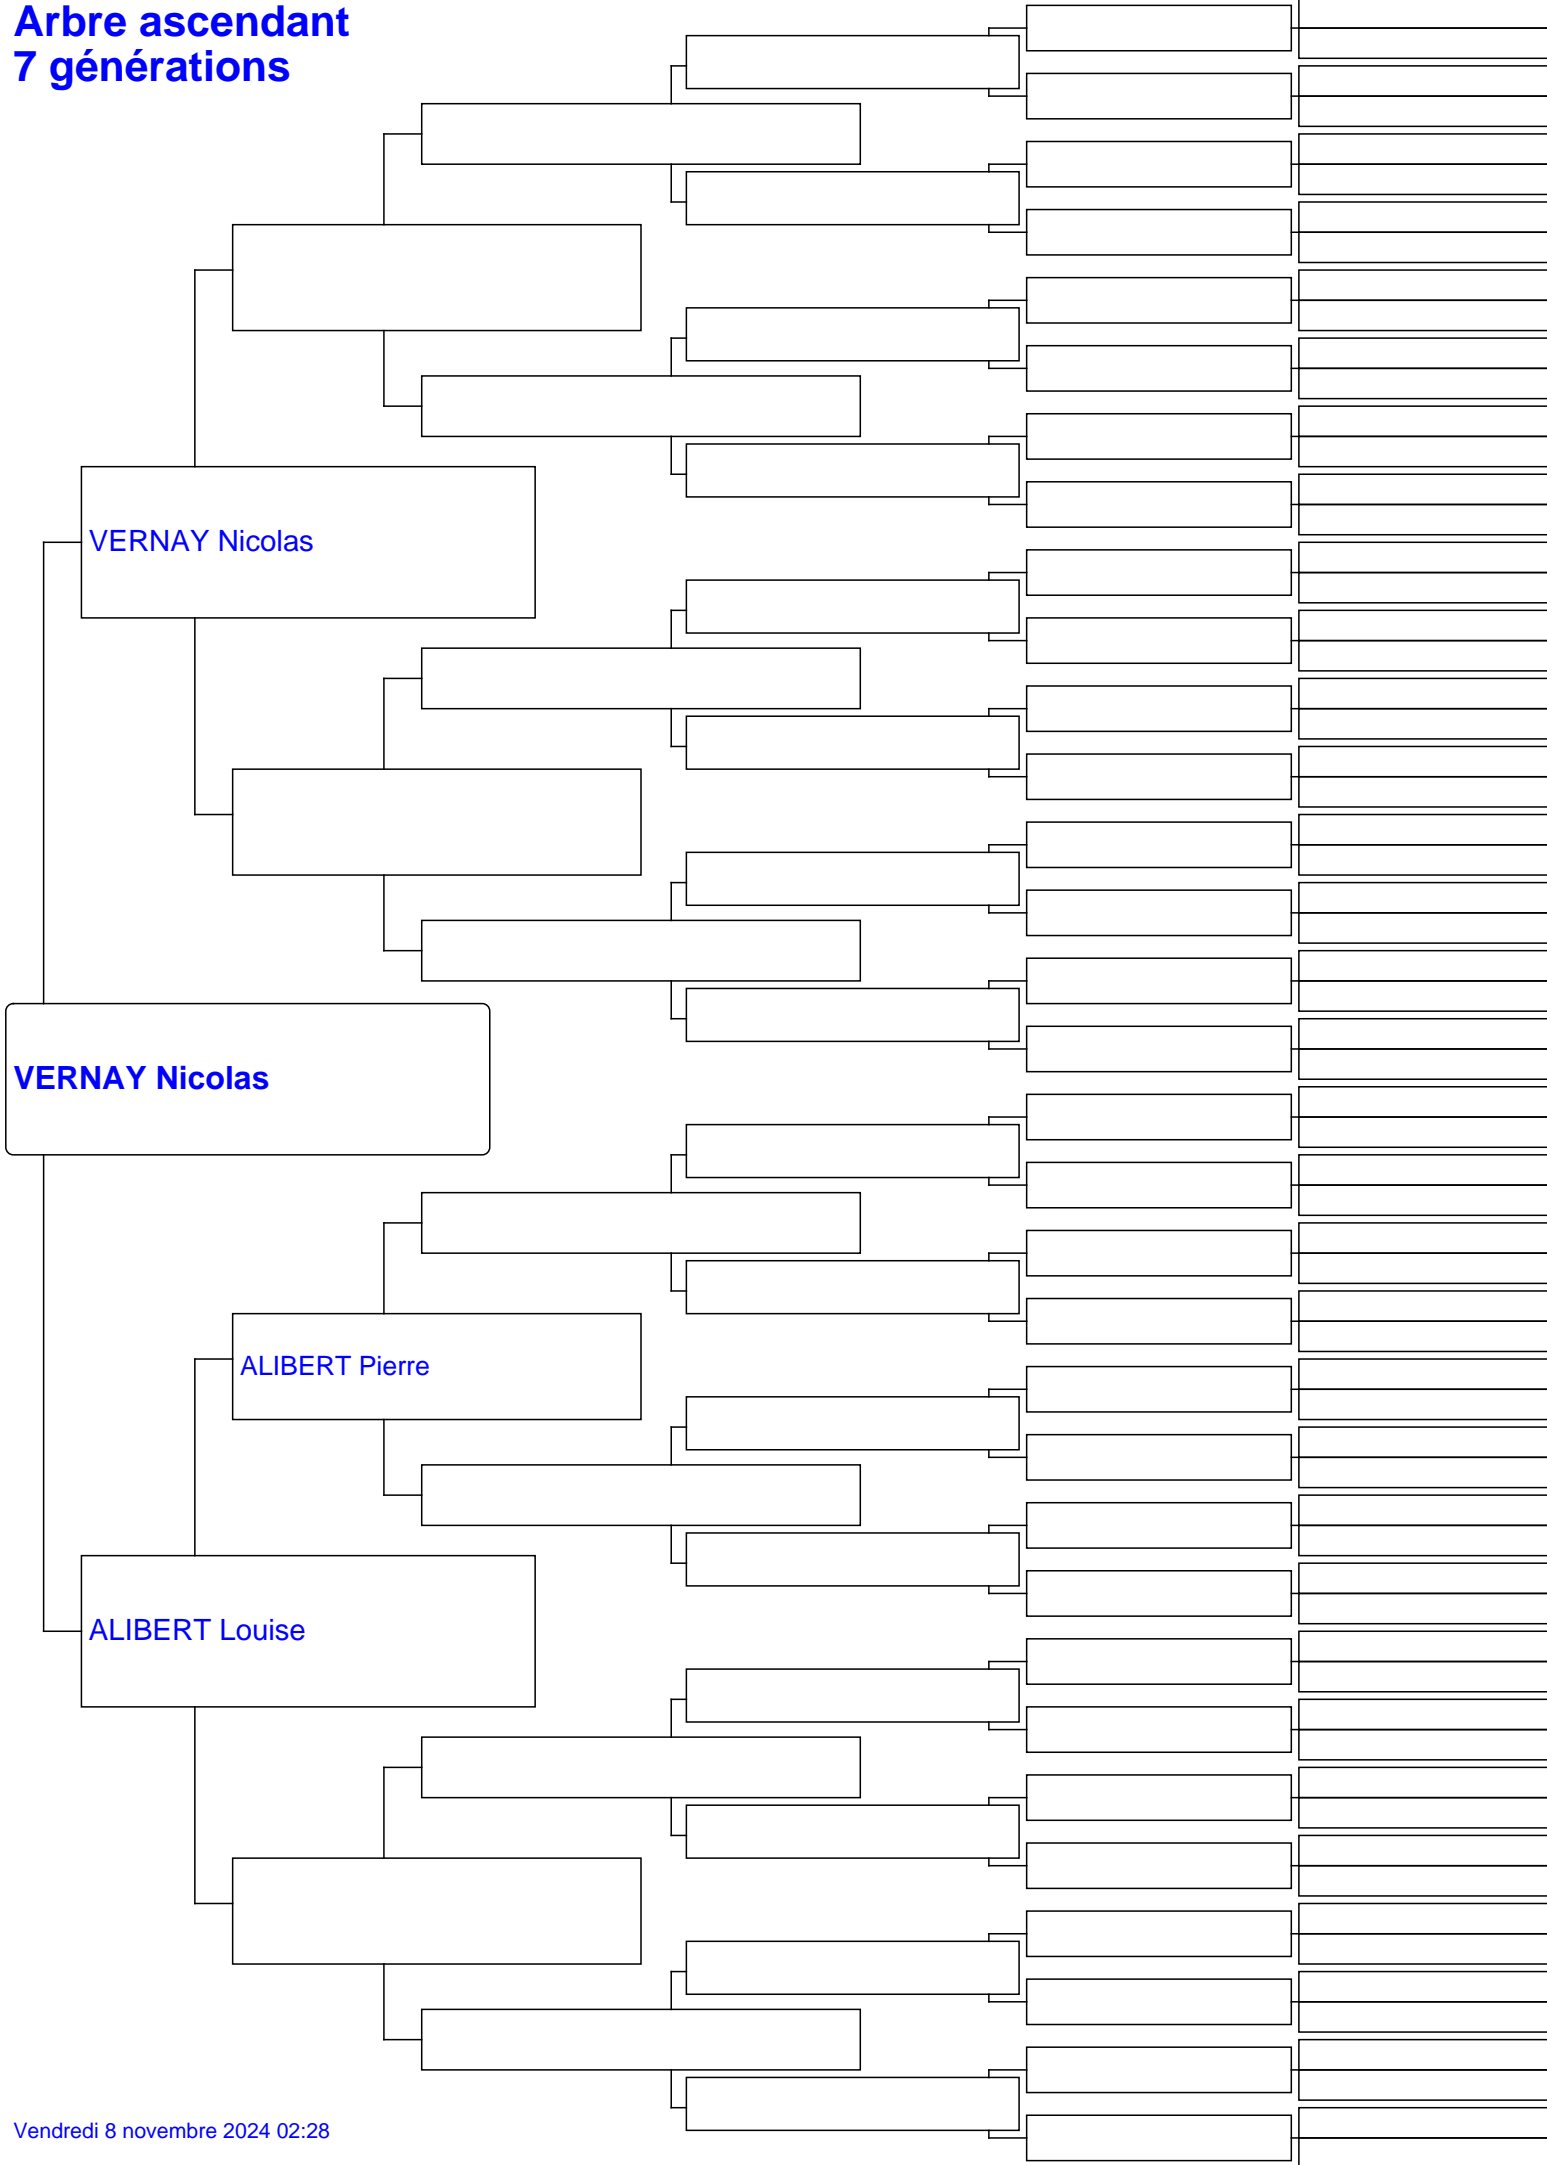 Arbre ascendant
7 générations
VERNAY Nicolas
VERNAY Nicolas
ALIBERT Pierre
ALIBERT Louise
Vendredi 8 novembre 2024 02:28